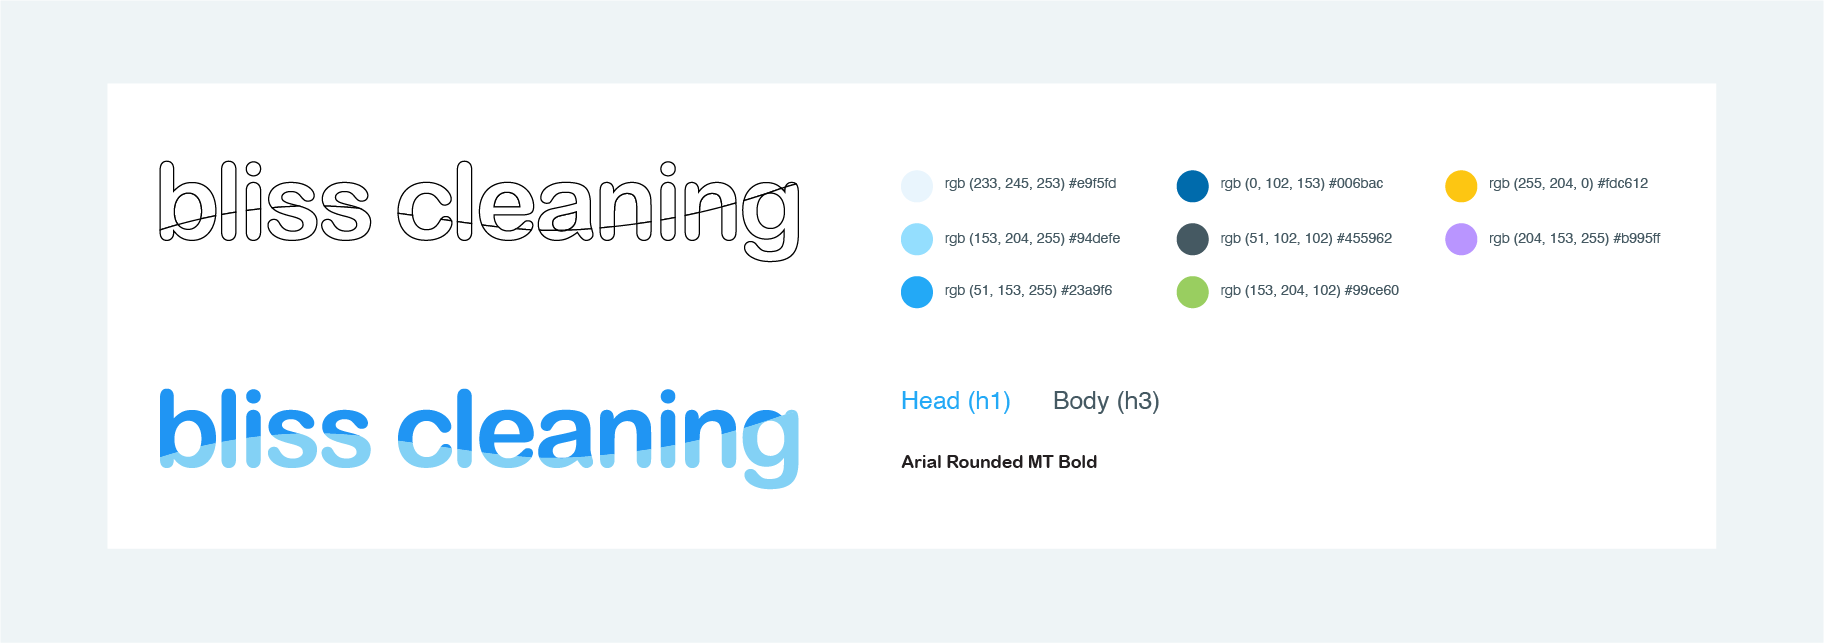 bliss cleaning
rgb (233, 245, 253) #e9f5fd
rgb (153, 204, 255) #94defe
rgb (51, 153, 255) #23a9f6
rgb (0, 102, 153) #006bac
rgb (51, 102, 102) #455962
rgb (153, 204, 102) #99ce60
rgb (255, 204, 0) #fdc612
rgb (204, 153, 255) #b995ff
bliss cleaning
Head (h1) Body (h3)
Arial Rounded MT Bold